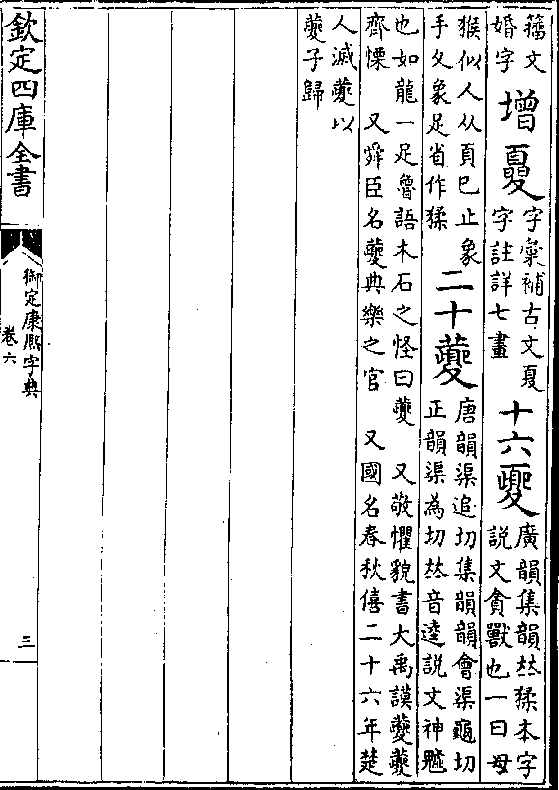 籀文
婚字
增夓
字彙補古文夏
字註詳七畫
十六夒
廣韻集韻𠀤猱本字
說文貪獸也一曰母
猴似人从頁巳止象
手夊象足省作猱
二十夔
唐韻渠追切集韻韻會渠龜切
正韻渠為切𠀤音逵說文神魖
也如龍一足魯語木石之怪曰夔 又敬懼貌書大禹謨夔夔
齊慄 又舜臣名夔典樂之官 又國名春秋僖二十六年楚
人滅夔以
夔子歸
欽定四庫全書
御定康熙字典
卷六
三